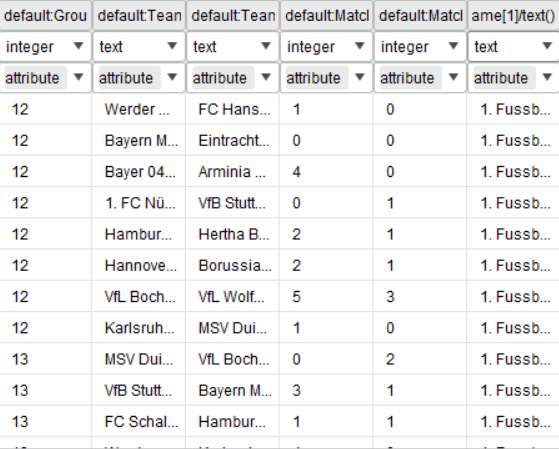 default:Grou default:Tean default:Tean default:Matcl default:Matcl ame[1]/text()
integer text text integer integer text
attribute attribute attribute attribute attribute attribute
12 Werder ... FC Hans... 1 0 1. Fussb...
12 Bayern M... Eintracht... 0 0 1. Fussb...
12 Bayer 04... Arminia ... 4 0 1. Fussb...
12 1. FC Nü... VfB Stutt... 0 1 1. Fussb...
12 Hambur... Hertha B... 2 1 1. Fussb...
12 Hannove... Borussia... 2 1 1. Fussb...
12 VfL Boch... VfL Wolf... 5 3 1. Fussb...
12 Karlsruh... MSV Dui... 1 0 1. Fussb...
13 MSV Dui... VfL Boch... 0 2 1. Fussb...
13 VfB Stutt... Bayern M... 3 1 1. Fussb...
13 FC Schal... Hambur... 1 1 1. Fussb...